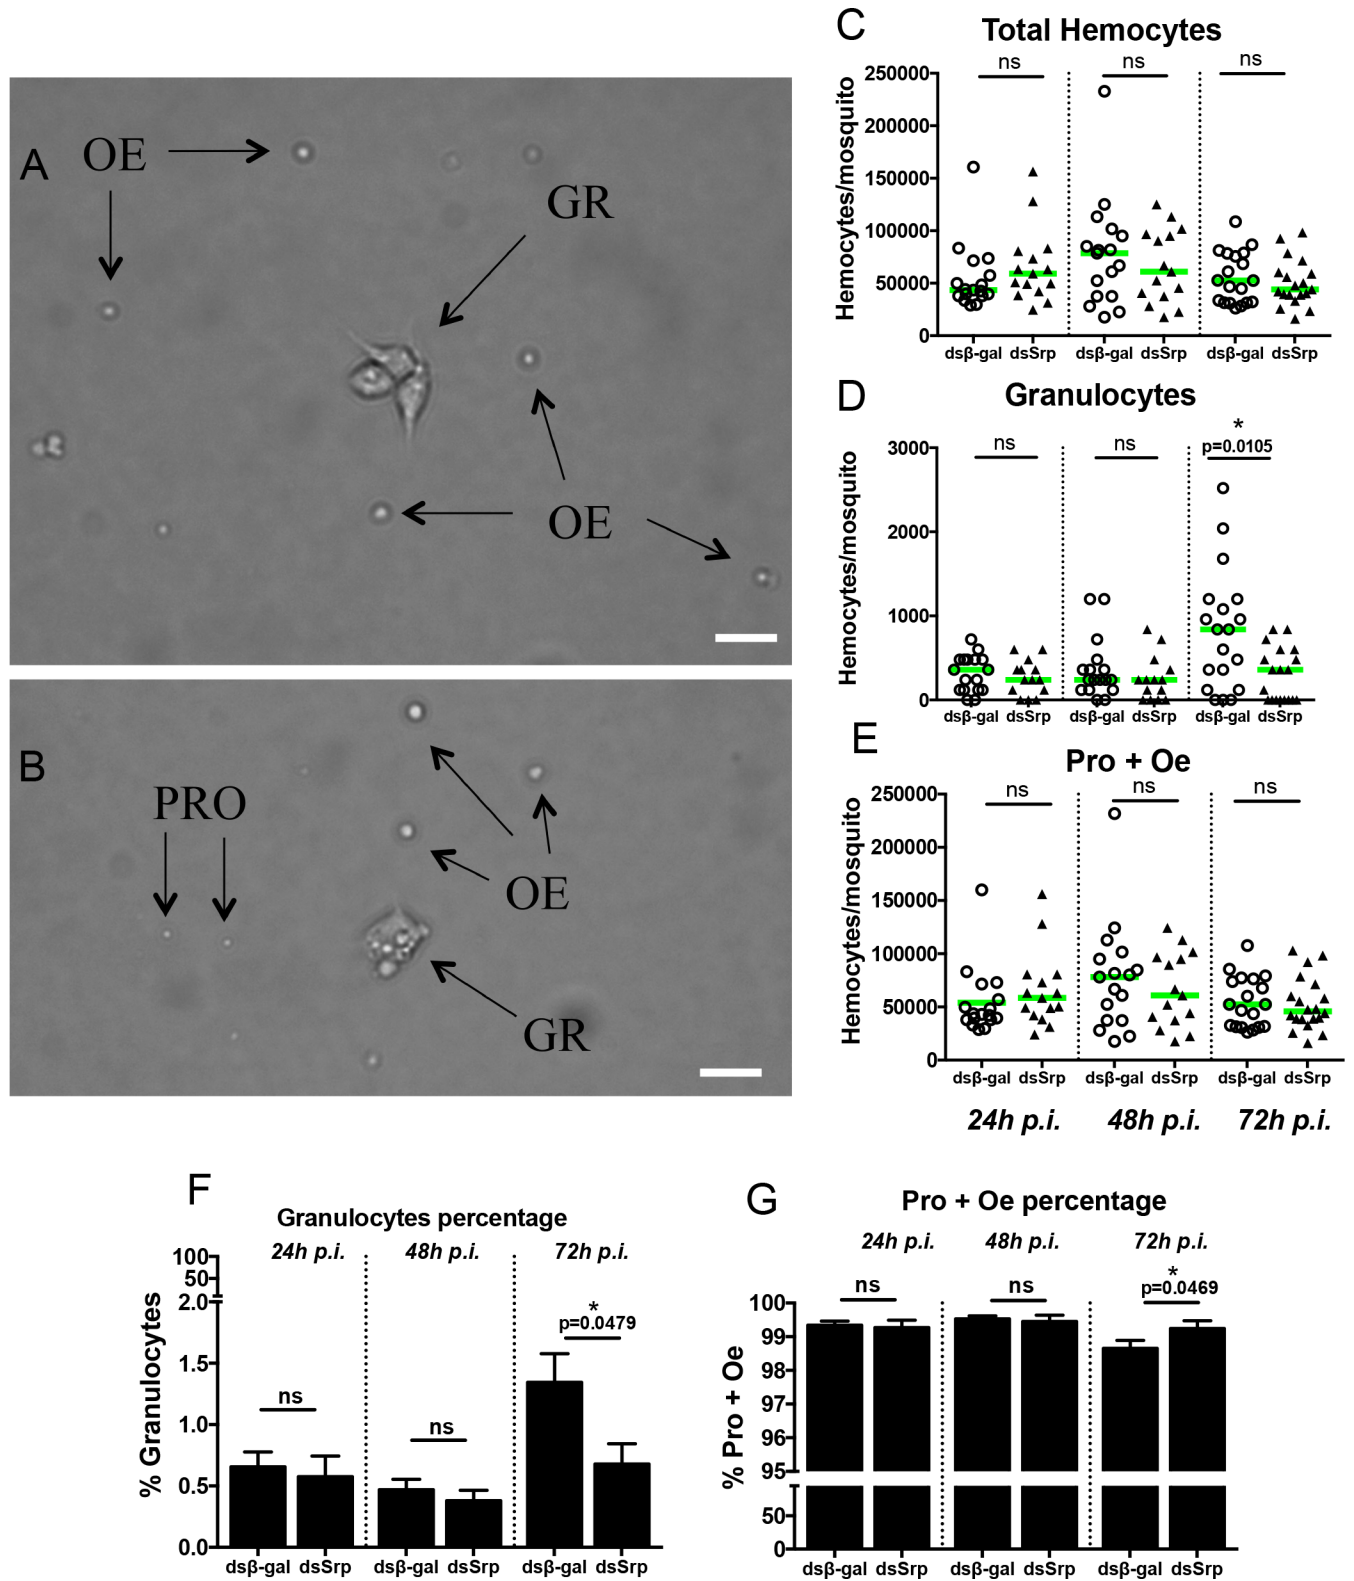 A
OE
GR
OE
B
PRO
OE
GR
C
Total Hemocytes
ns ns ns
Hemocytes/mosquito
250000
200000
150000
100000
50000
0
dsβ-gal dsSrp dsβ-gal dsSrp dsβ-gal dsSrp
D
Granulocytes
*
ns ns p=0.0105
Hemocytes/mosquito
3000
2000
1000
0
dsβ-gal dsSrp dsβ-gal dsSrp dsβ-gal dsSrp
E
Pro + Oe
ns ns ns
Hemocytes/mosquito
250000
200000
150000
100000
50000
0
dsβ-gal dsSrp dsβ-gal dsSrp dsβ-gal dsSrp
24h p.i. 48h p.i. 72h p.i.
F
Granulocytes percentage
24h p.i. 48h p.i. 72h p.i.
*
p=0.0479
ns
ns
% Granulocytes
100
50
2.0
1.5
1.0
0.5
0.0
dsβ-gal dsSrp dsβ-gal dsSrp dsβ-gal dsSrp
G
Pro + Oe percentage
24h p.i. 48h p.i. 72h p.i.
*
ns ns p=0.0469
% Pro + Oe
100
99
98
97
96
95
50
0
dsβ-gal dsSrp dsβ-gal dsSrp dsβ-gal dsSrp